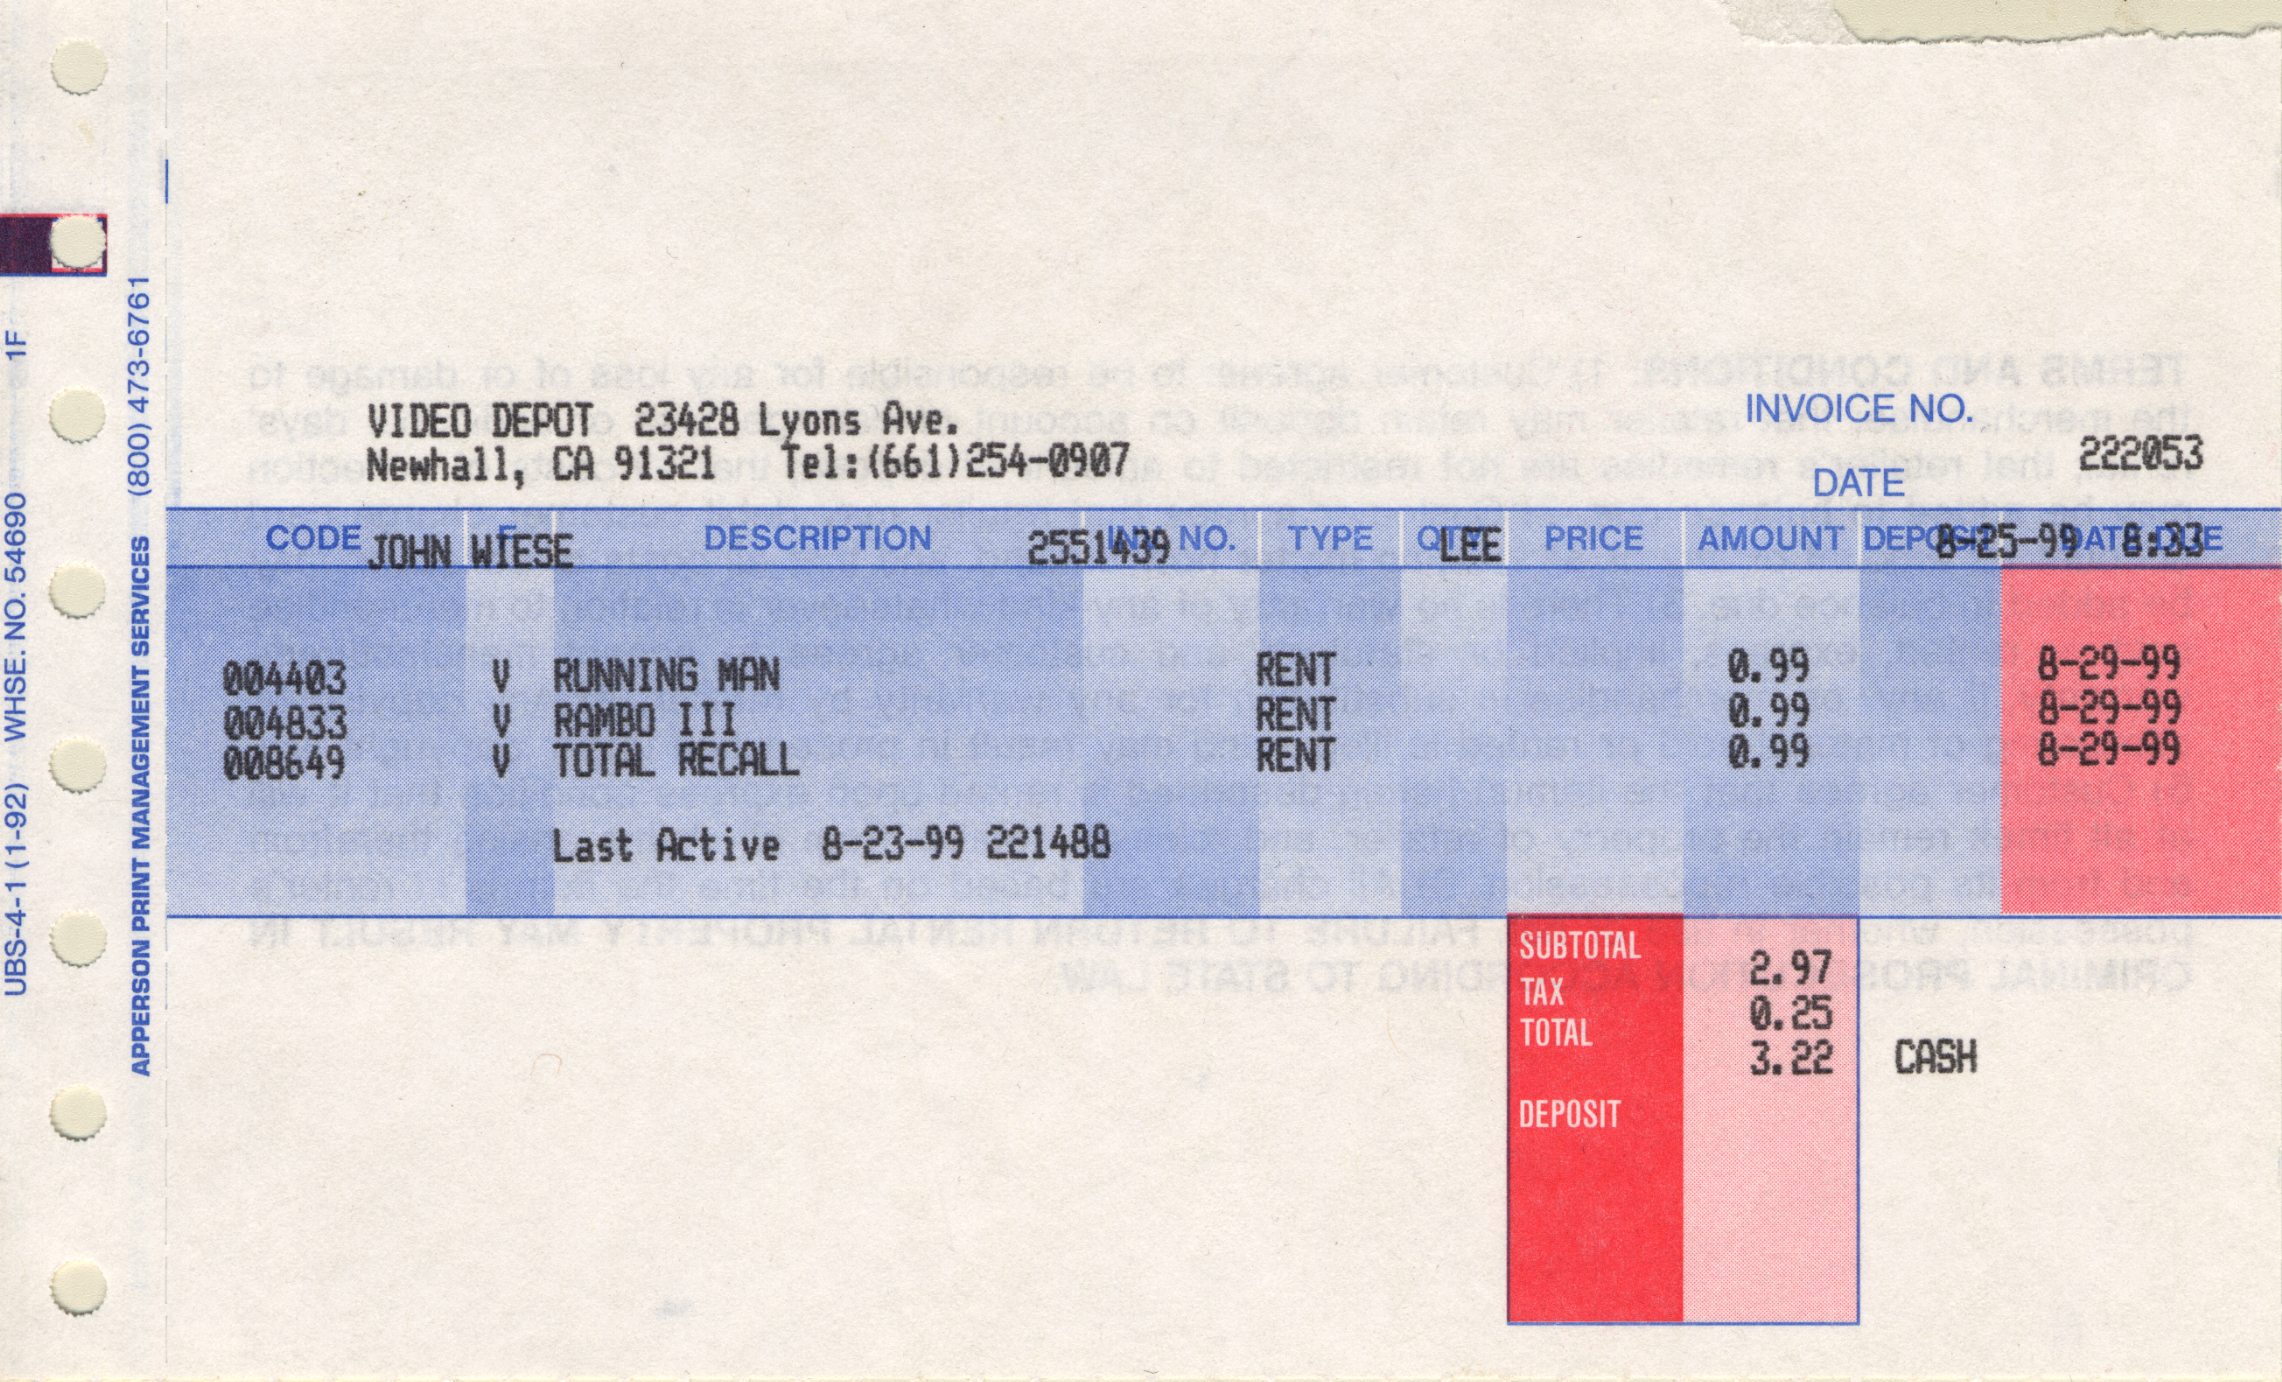 INVOICE NO.
VIDEO DEPOT 23428 Lyons Ave.
Newhall, CA 91321 Tel:(661)254-0907
222053
DATE
CODE F DESCRIPTION INV. NO. TYPE QTY PRICE AMOUNT DEPOSIT DATE DUE
JOHN WIESE 2551439 LEE 8-25-99 8:33
004403 V RUNNING MAN RENT 0.99 8-29-99
004833 V RAMBO III RENT 0.99 8-29-99
008649 V TOTAL RECALL RENT 0.99 8-29-99
Last Active 8-23-99 221488
SUBTOTAL 2.97
TAX 0.25
TOTAL 3.22 CASH
DEPOSIT
UBS-4-1 (1-92) WHSE. NO. 54690 1F
APPERSON PRINT MANAGEMENT SERVICES (800) 473-6761